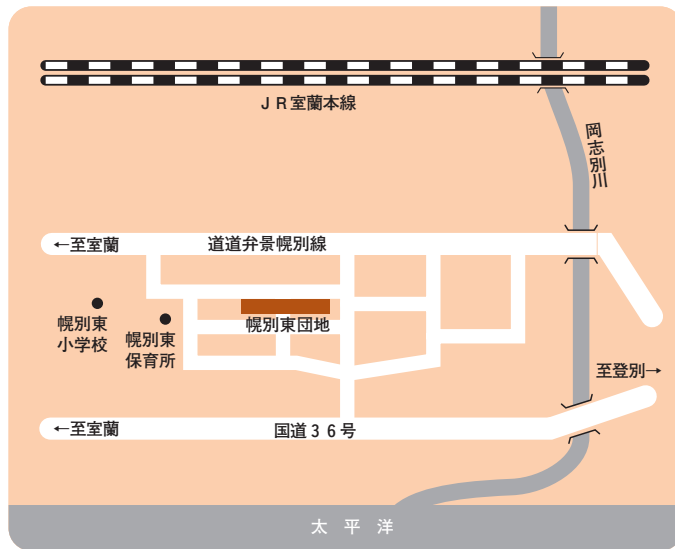 ＪＲ室蘭本線
岡志別川
←至室蘭
道道弁景幌別線
幌別東
小学校
幌別東
保育所
幌別東団地
至登別→
←至室蘭
国道３６号
太平洋